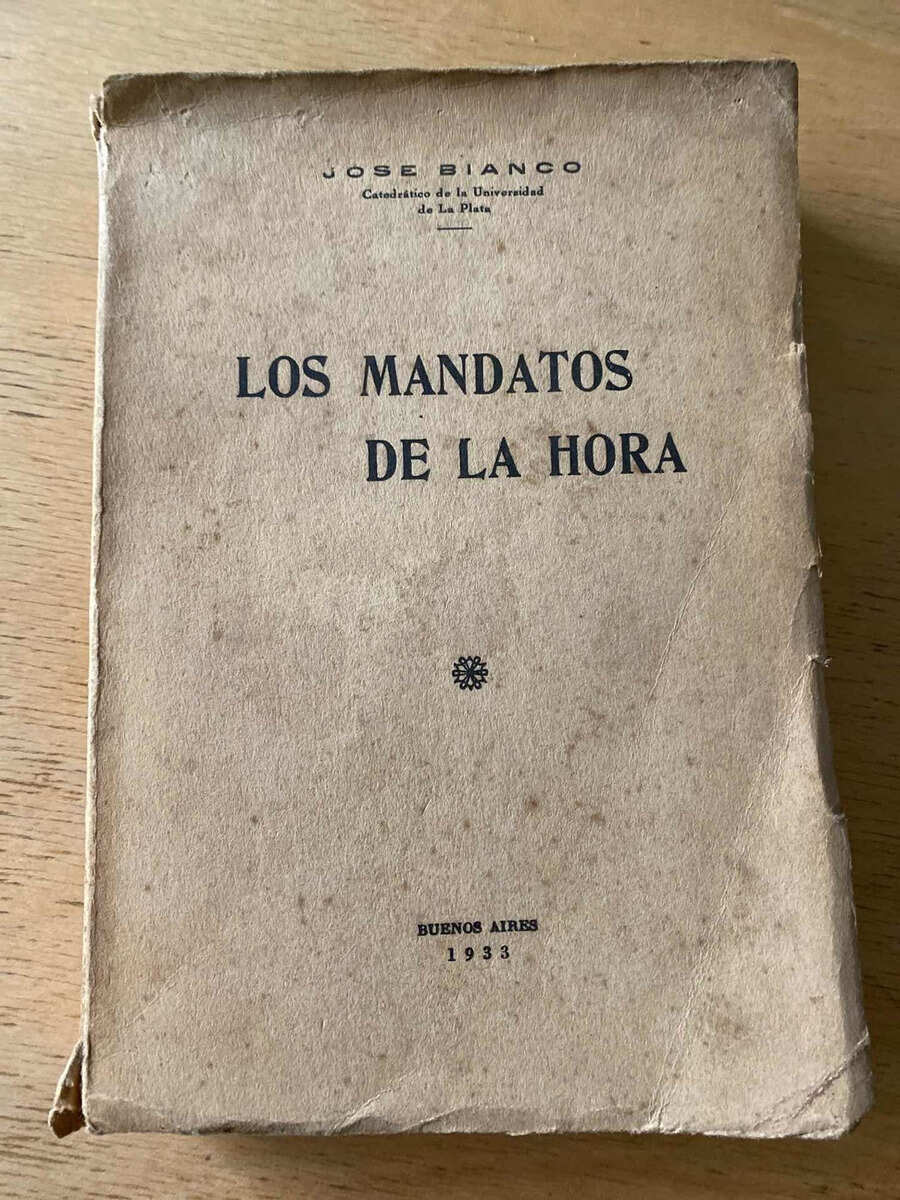 JOSE BIANCO
Catedrático de la Universidad
de La Plata
LOS MANDATOS
DE LA HORA
BUENOS AIRES
1933